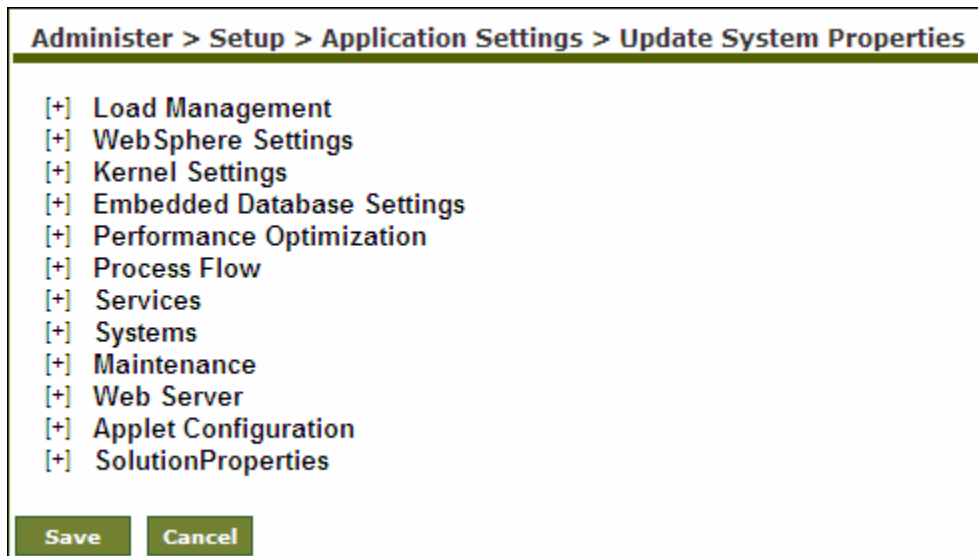 Administer > Setup > Application Settings > Update System Properties
[+] Load Management
[+] WebSphere Settings
[+] Kernel Settings
[+] Embedded Database Settings
[+] Performance Optimization
[+] Process Flow
[+] Services
[+] Systems
[+] Maintenance
[+] Web Server
[+] Applet Configuration
[+] SolutionProperties
Save Cancel